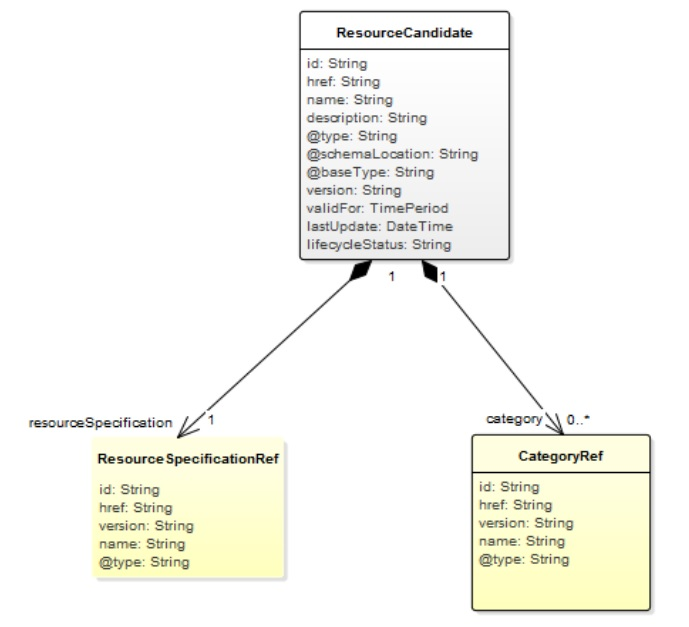 ResourceCandidate
id: String
href: String
name: String
description: String
@type: String
@schemaLocation: String
@baseType: String
version: String
validFor: TimePeriod
lastUpdate: DateTime
lifecycleStatus: String
1
1
resourceSpecification
1
category
0..*
ResourceSpecificationRef
id: String
href: String
version: String
name: String
@type: String
CategoryRef
id: String
href: String
version: String
name: String
@type: String